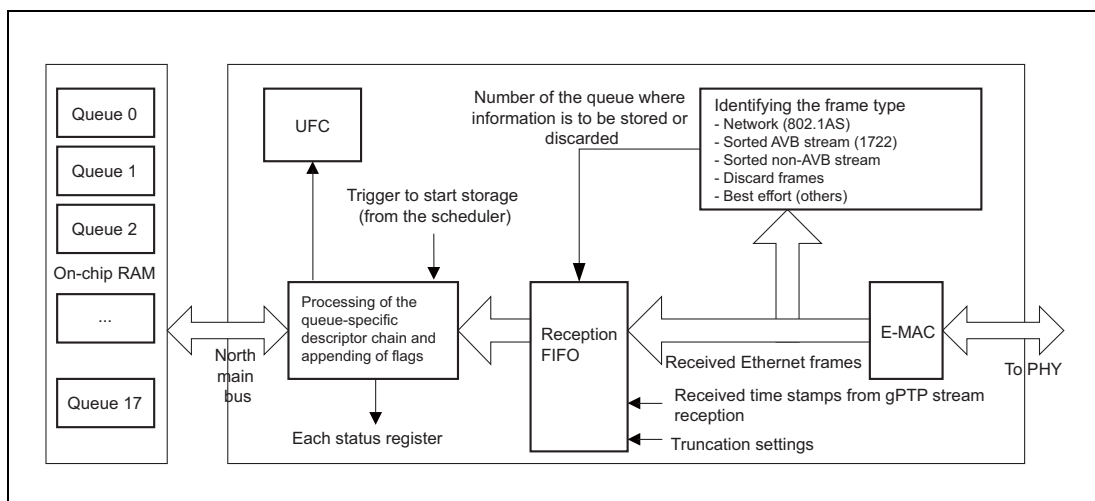 Queue 0
Queue 1
Queue 2
On-chip RAM
...
Queue 17
North
main
bus
UFC
Trigger to start storage
(from the scheduler)
Processing of the
queue-specific
descriptor chain and
appending of flags
Each status register
Number of the queue where
information is to be stored or
discarded
Reception
FIFO
Identifying the frame type
- Network (802.1AS)
- Sorted AVB stream (1722)
- Sorted non-AVB stream
- Discard frames
- Best effort (others)
Received Ethernet frames
E-MAC
To PHY
Received time stamps from gPTP stream
reception
Truncation settings